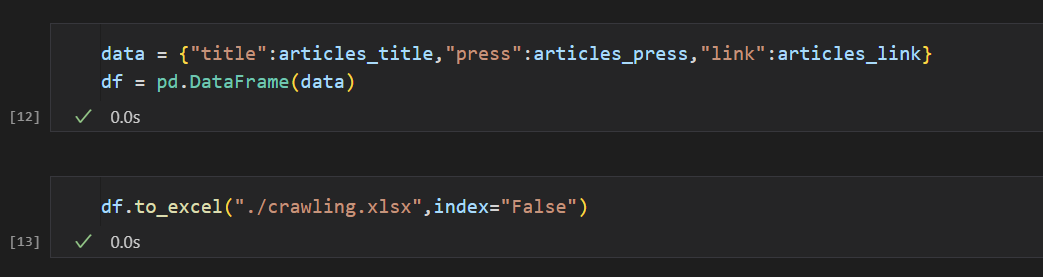 data = {"title":articles_title,"press":articles_press,"link":articles_link}
df = pd.DataFrame(data)
[12]
0.0s
df.to_excel("./crawling.xlsx",index="False")
[13]
0.0s